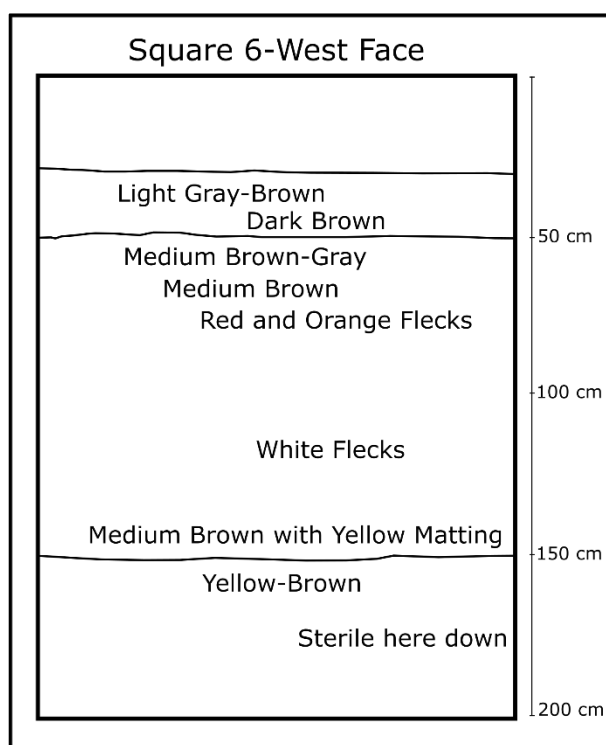 Square 6-West Face
Light Gray-Brown
Dark Brown
50 cm
Medium Brown-Gray
Medium Brown
Red and Orange Flecks
100 cm
White Flecks
Medium Brown with Yellow Matting
150 cm
Yellow-Brown
Sterile here down
200 cm